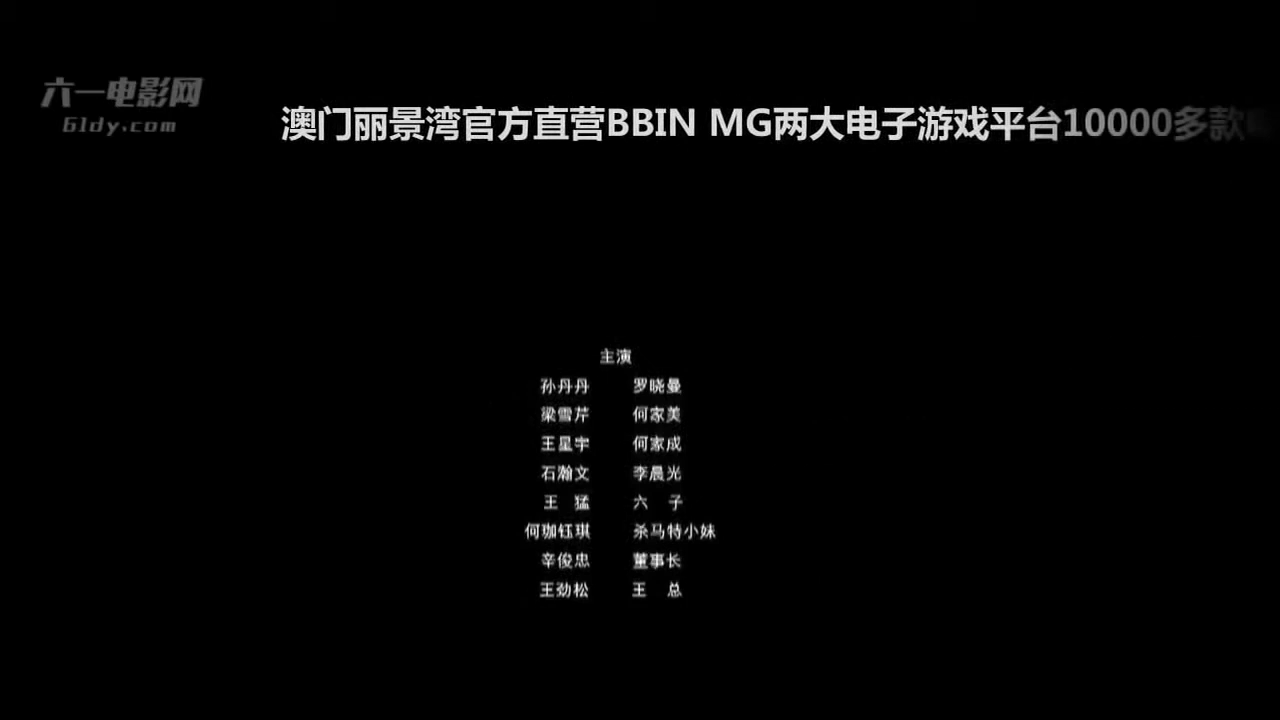 六一电影网
6ldy.com
澳门丽景湾官方直营BBIN MG两大电子游戏平台10000多款
主演
孙丹丹 罗晓曼
梁雪芹 何家美
王星宇 何家成
石瀚文 李晨光
王 猛 六 子
何珈钰琪 杀马特小妹
辛俊忠 董事长
王劲松 王 总